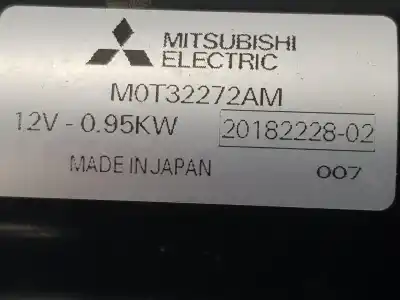 MITSUBISHI
ELECTRIC
M0T32272AM
12V - 0.95KW 20182228-02
MADE IN JAPAN 007